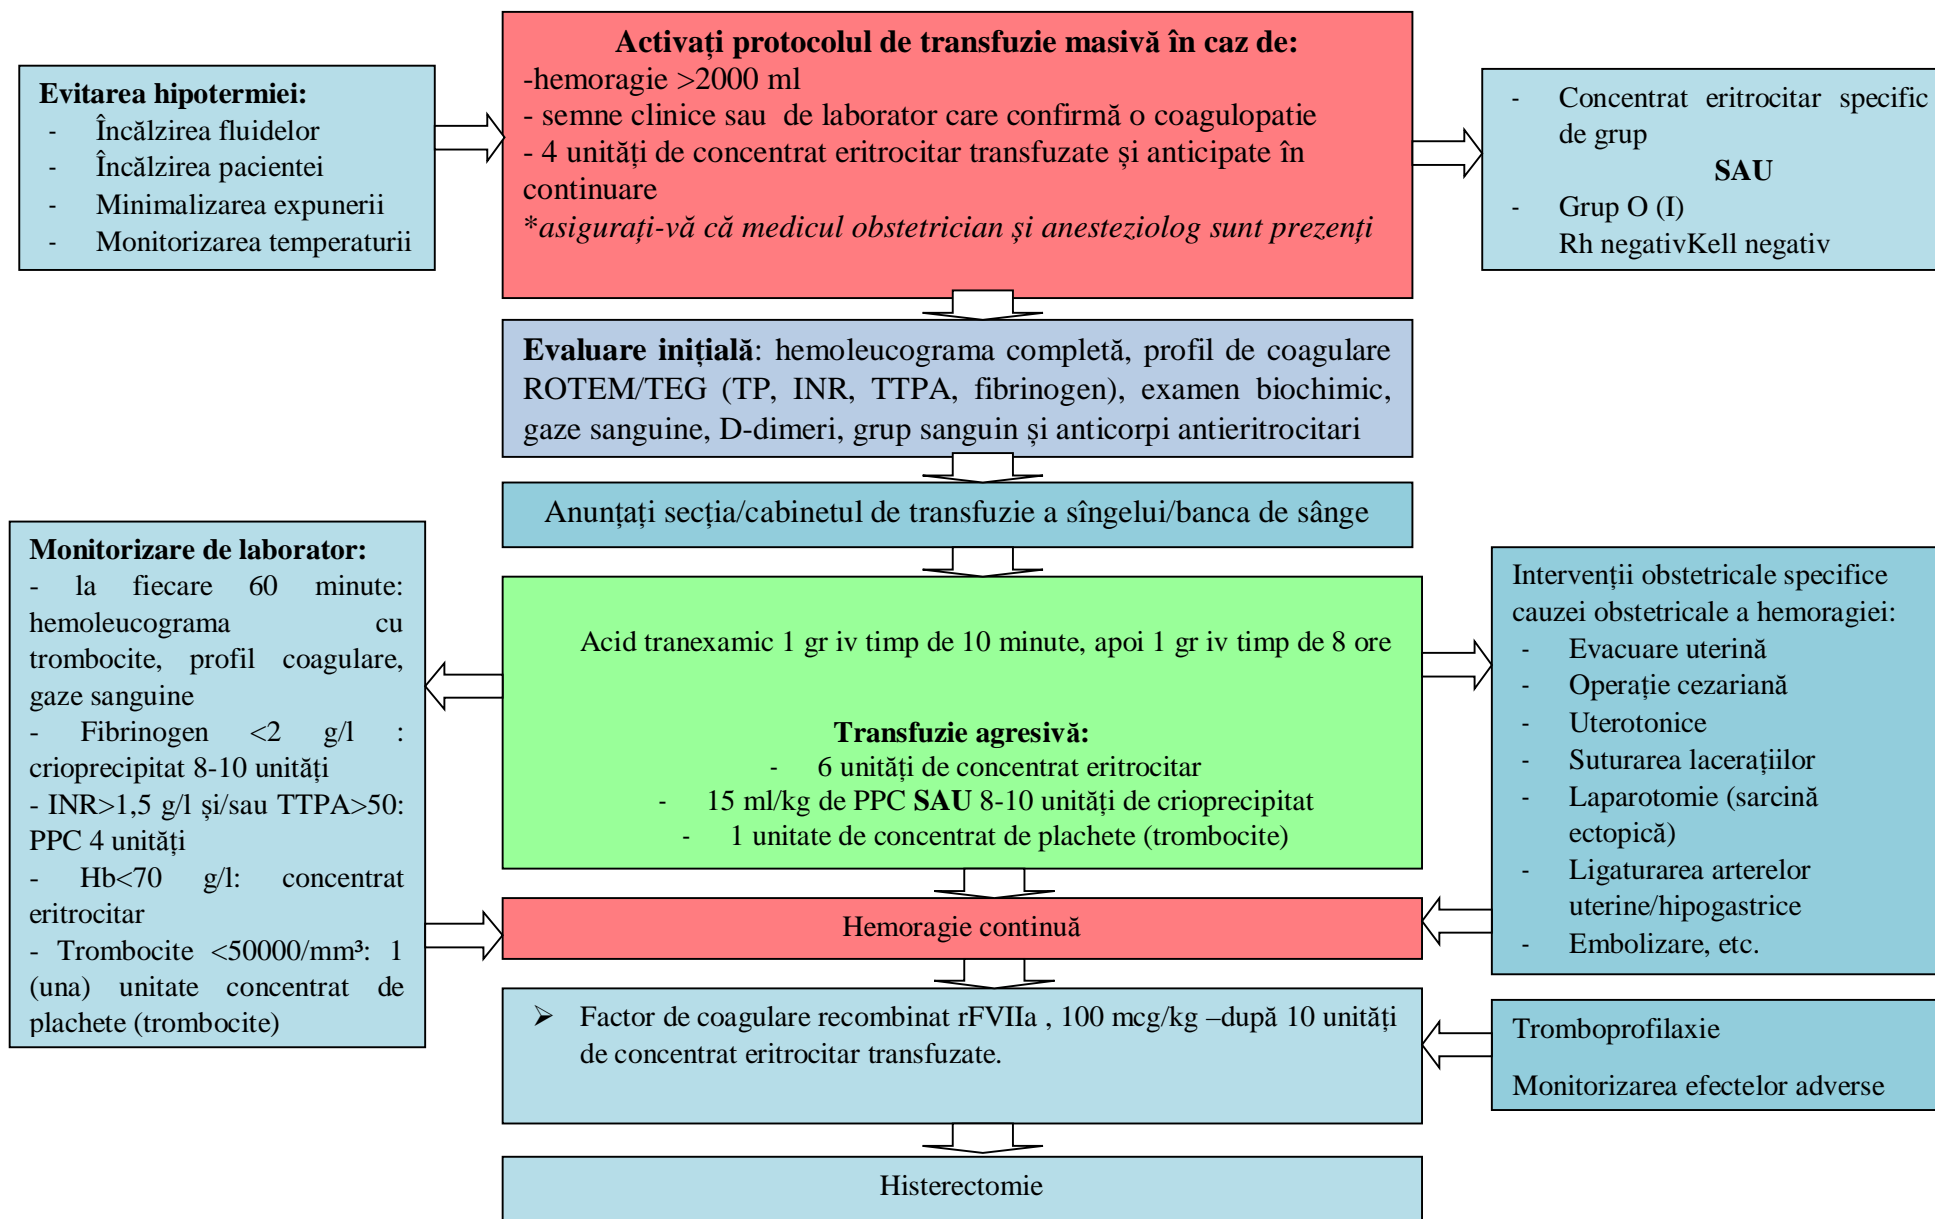 Activați protocolul de transfuzie masivă în caz de:
-hemoragie >2000 ml
- semne clinice sau de laborator care confirmă o coagulopatie
- 4 unități de concentrat eritrocitar transfuzate și anticipate în
continuare
*asigurați-vă că medicul obstetrician și anesteziolog sunt prezenți
Evitarea hipotermiei:
- Încălzirea fluidelor
- Încălzirea pacientei
- Minimalizarea expunerii
- Monitorizarea temperaturii
- Concentrat eritrocitar specific
de grup
SAU
- Grup O (I)
Rh negativKell negativ
Evaluare inițială: hemoleucograma completă, profil de coagulare
ROTEM/TEG (TP, INR, TTPA, fibrinogen), examen biochimic,
gaze sanguine, D-dimeri, grup sanguin și anticorpi antieritrocitari
Anunțați secția/cabinetul de transfuzie a sîngelui/banca de sânge
Monitorizare de laborator:
- la fiecare 60 minute:
hemoleucograma cu
trombocite, profil coagulare,
gaze sanguine
- Fibrinogen <2 g/l :
crioprecipitat 8-10 unități
- INR>1,5 g/l și/sau TTPA>50:
PPC 4 unități
- Hb<70 g/l: concentrat
eritrocitar
- Trombocite <50000/mm³: 1
(una) unitate concentrat de
plachete (trombocite)
Acid tranexamic 1 gr iv timp de 10 minute, apoi 1 gr iv timp de 8 ore
Transfuzie agresivă:
- 6 unități de concentrat eritrocitar
- 15 ml/kg de PPC SAU 8-10 unități de crioprecipitat
- 1 unitate de concentrat de plachete (trombocite)
Intervenții obstetricale specifice
cauzei obstetricale a hemoragiei:
- Evacuare uterină
- Operație cezariană
- Uterotonice
- Suturarea lacerațiilor
- Laparotomie (sarcină
ectopică)
- Ligaturarea arterelor
uterine/hipogastrice
- Embolizare, etc.
Hemoragie continuă
➢ Factor de coagulare recombinat rFVIIa , 100 mcg/kg –după 10 unități
de concentrat eritrocitar transfuzate.
Tromboprofilaxie
Monitorizarea efectelor adverse
Histerectomie